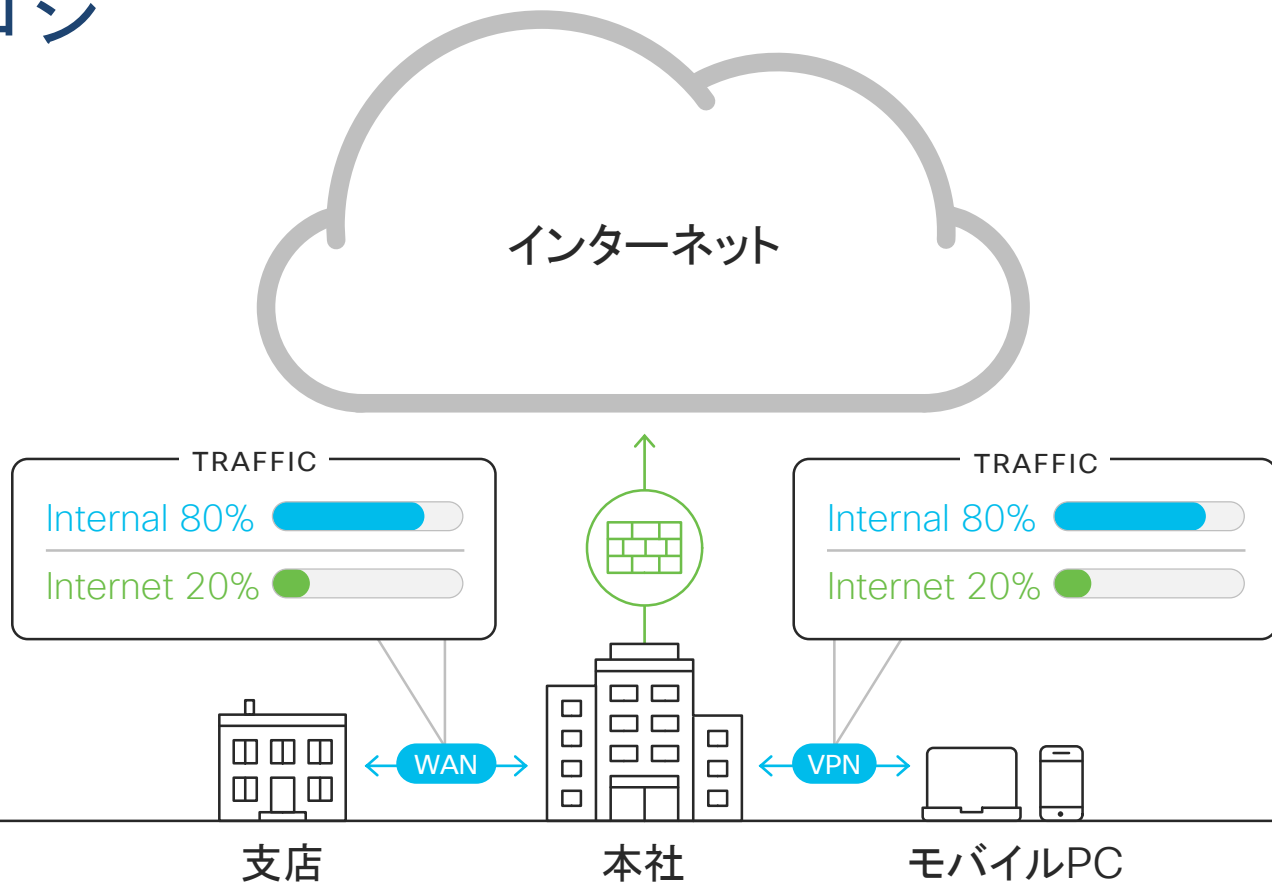 ン
インターネット
TRAFFIC
Internal 80%
Internet 20%
TRAFFIC
Internal 80%
Internet 20%
WAN
VPN
支店
本社
モバイルPC